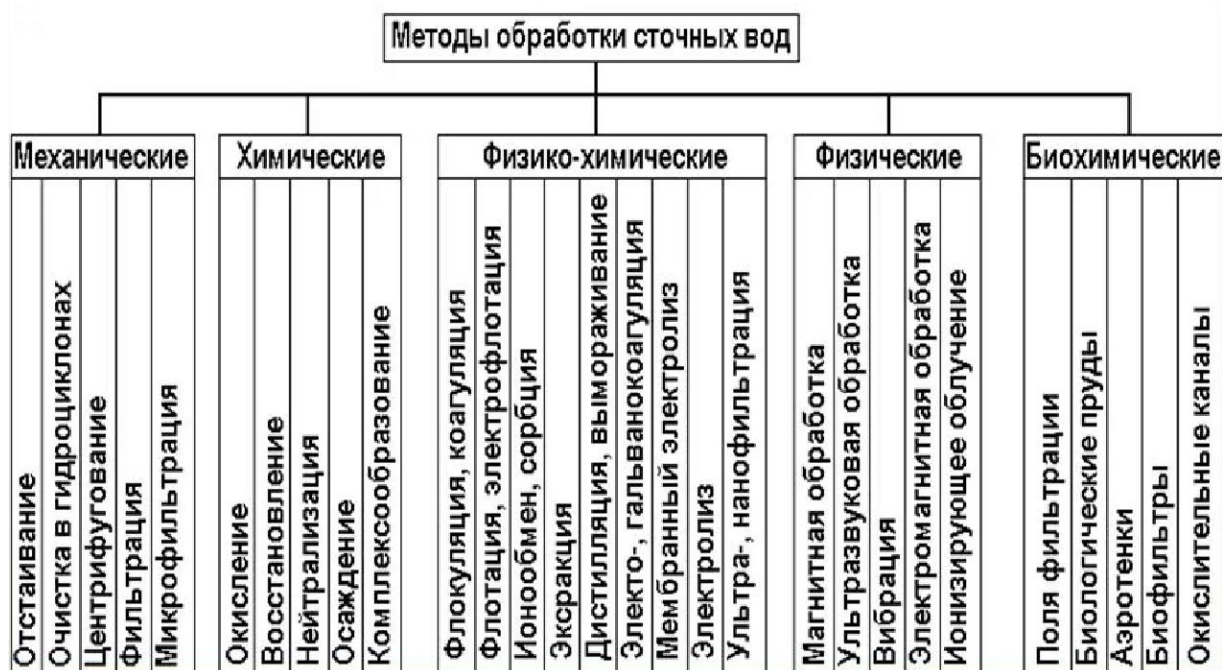 Методы обработки сточных вод
Механические
Отстаивание
Очистка в гидроциклонах
Центрифугование
Фильтрация
Микрофильтрация
Химические
Окисление
Восстановление
Нейтрализация
Осаждение
Комплексообразование
Физико-химические
Флокуляция, коагуляция
Флотация, электрофлотация
Ионообмен, сорбция
Эксракция
Дистилляция, вымораживание
Электо-, гальванокоагуляция
Мембранный электролиз
Электролиз
Ультра-, нанофильтрация
Физические
Магнитная обработка
Ультразвуковая обработка
Вибрация
Электромагнитная обработка
Ионизирующее облучение
Биохимические
Поля фильтрации
Биологические пруды
Аэротенки
Биофильтры
Окислительные каналы